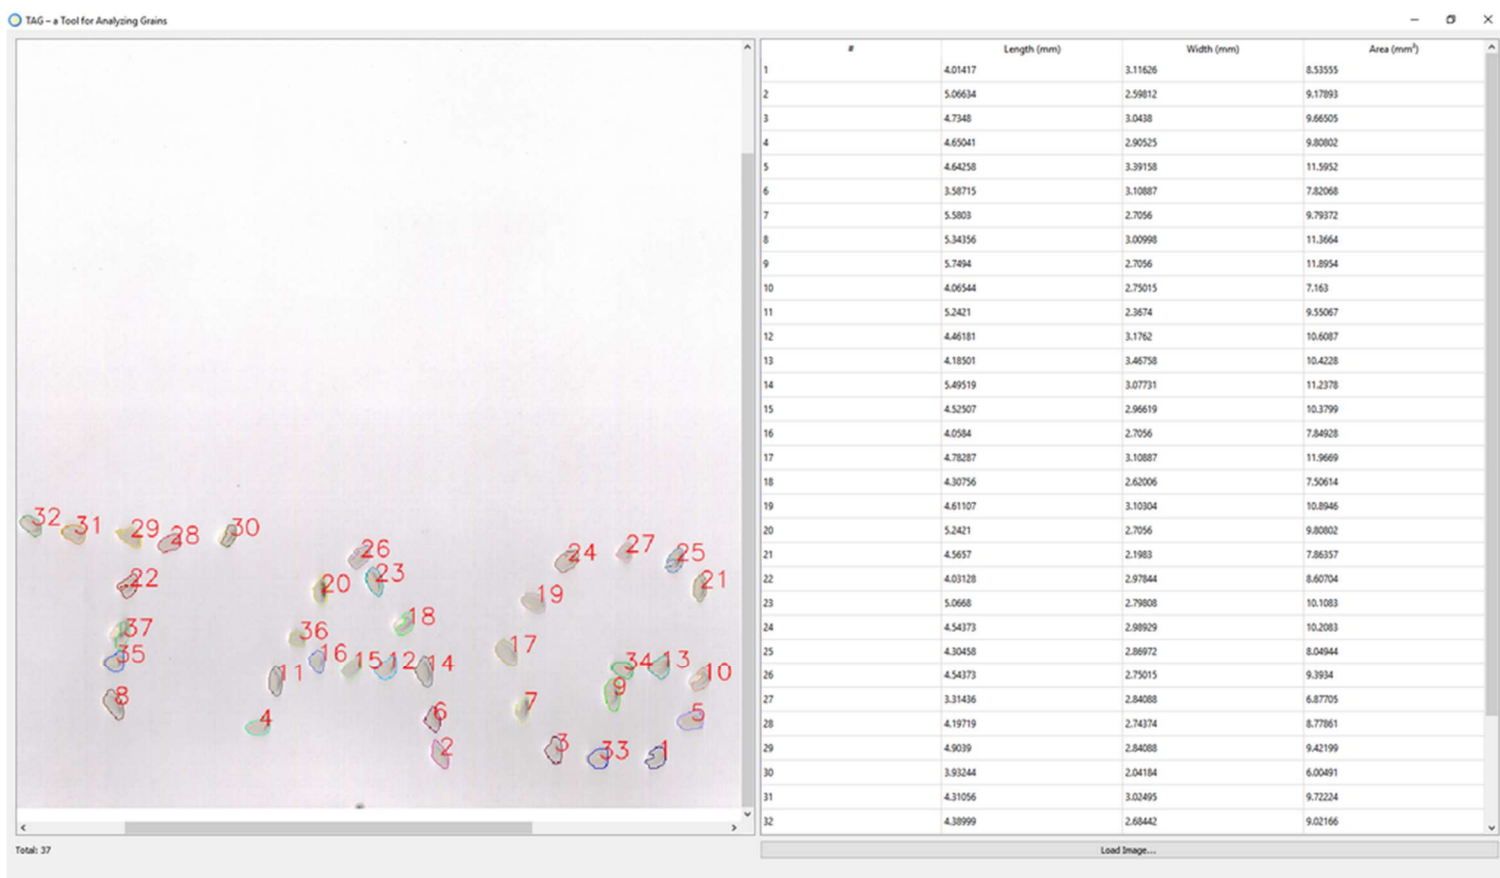 TAG – a Tool for Analyzing Grains
# Length (mm) Width (mm) Area (mm²)
1 4.01417 3.11626 8.53555
2 5.06634 2.59812 9.17893
3 4.7348 3.0438 9.66505
4 4.65041 2.90525 9.80802
5 4.64258 3.39158 11.5952
6 3.58715 3.10887 7.82068
7 5.5803 2.7056 9.79372
8 5.34356 3.00998 11.3664
9 5.7494 2.7056 11.8954
10 4.06544 2.75015 7.163
11 5.2421 2.3674 9.55067
12 4.46181 3.1762 10.6087
13 4.18501 3.46758 10.4228
14 5.49519 3.07731 11.2378
15 4.52507 2.96619 10.3799
16 4.0584 2.7056 7.84928
17 4.78287 3.10887 11.9669
18 4.30756 2.62006 7.50614
19 4.61107 3.10304 10.8946
20 5.2421 2.7056 9.80802
21 4.5657 2.1983 7.86357
22 4.03128 2.97844 8.60704
23 5.0668 2.79808 10.1083
24 4.54373 2.98929 10.2083
25 4.30458 2.86972 8.04944
26 4.54373 2.75015 9.3934
27 3.31436 2.84088 6.87705
28 4.19719 2.74374 8.77861
29 4.9039 2.84088 9.42199
30 3.93244 2.04184 6.00491
31 4.31056 3.02495 9.72224
32 4.38999 2.68442 9.02166
32 31 29 28 30
26 24 27 25
22 20 23 19 21
37 36 18 17
35 11 16 15 12 14 34 13 10
8 4 6 7 9 5
2 3 33 1
Total: 37
Load Image...